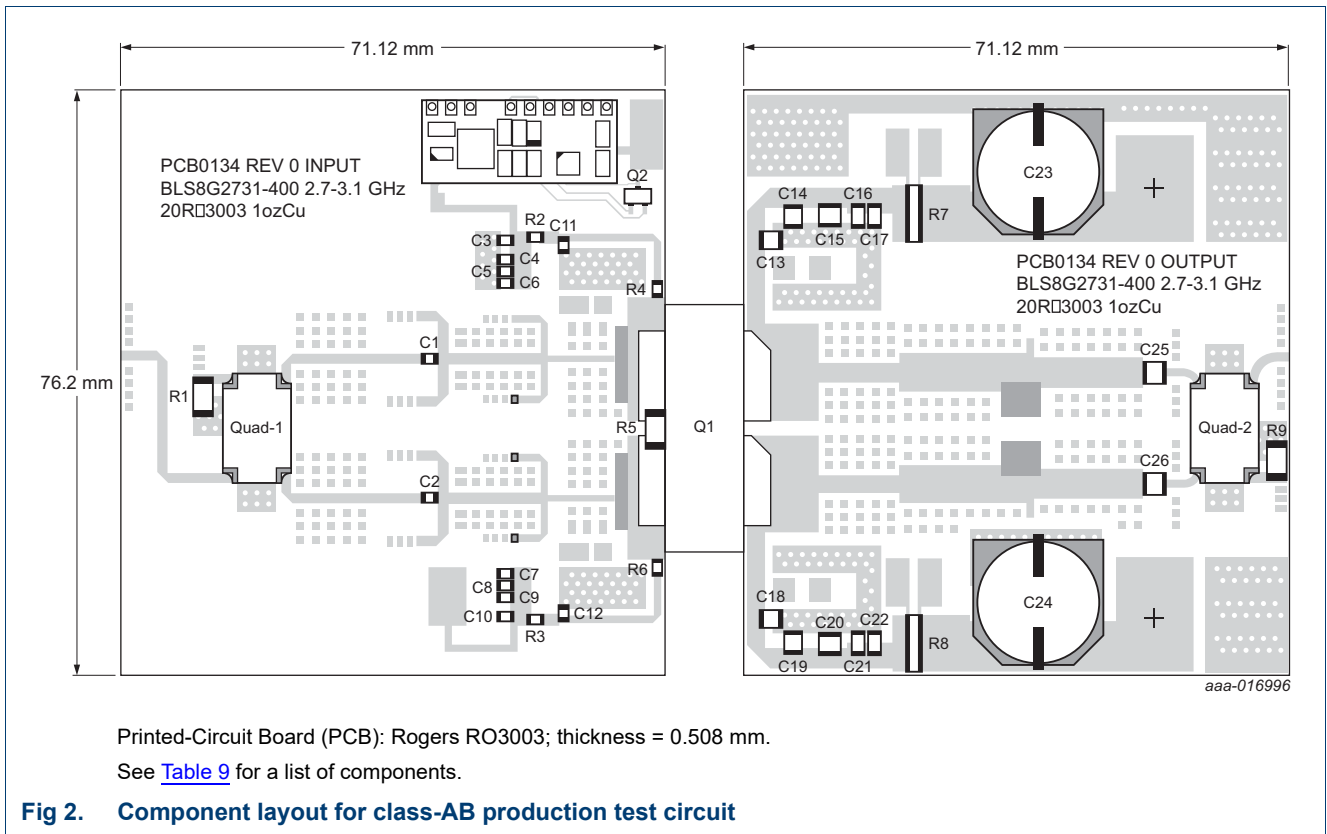 71.12 mm
71.12 mm
76.2 mm
PCB0134 REV 0 INPUT
BLS8G2731-400 2.7-3.1 GHz
20R□3003 1ozCu
Q2
R2
C11
C3
C4
C5
C6
R4
C1
R1
Quad-1
R5
Q1
C2
R6
C7
C8
C9
C10
R3
C12
C23
C14
C16
C15
C17
C13
R7
PCB0134 REV 0 OUTPUT
BLS8G2731-400 2.7-3.1 GHz
20R□3003 1ozCu
C25
Quad-2
R9
C26
C24
C18
C20
C22
C19
C21
R8
aaa-016996
Printed-Circuit Board (PCB): Rogers RO3003; thickness = 0.508 mm.
See Table 9 for a list of components.
Fig 2. Component layout for class-AB production test circuit